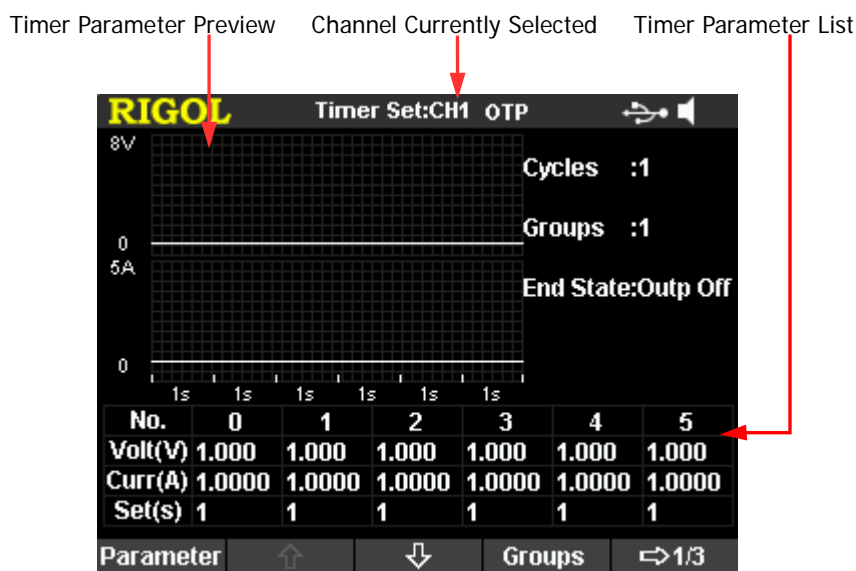 Timer Parameter Preview Channel Currently Selected Timer Parameter List
RIGOL Timer Set:CH1 OTP
8V
Cycles :1
Groups :1
0
5A
End State:Outp Off
0
1s 1s 1s 1s 1s 1s
No. 0 1 2 3 4 5
Volt(V) 1.000 1.000 1.000 1.000 1.000 1.000
Curr(A) 1.0000 1.0000 1.0000 1.0000 1.0000 1.0000
Set(s) 1 1 1 1 1 1
Parameter Groups 1/3